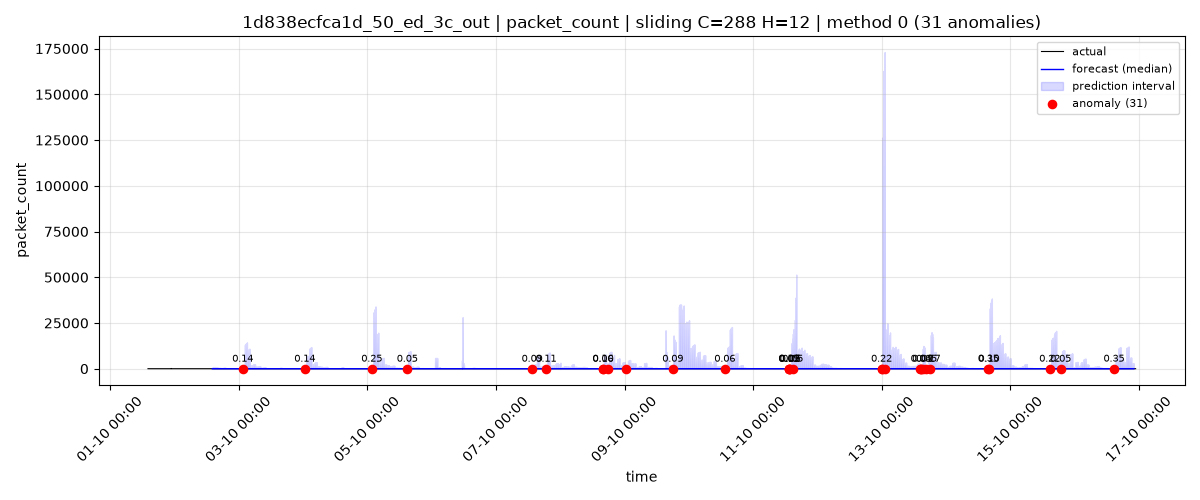 1d838ecfca1d_50_ed_3c_out | packet_count | sliding C=288 H=12 | method 0 (31 anomalies)
actual
forecast (median)
prediction interval
anomaly (31)
packet_count
175000
150000
125000
100000
75000
50000
25000
0
0.14 0.14 0.25 0.05 0.09 0.11 0.09 0.06 0.22 0.05 0.35
01-10 00:00 03-10 00:00 05-10 00:00 07-10 00:00 09-10 00:00 11-10 00:00 13-10 00:00 15-10 00:00 17-10 00:00
time